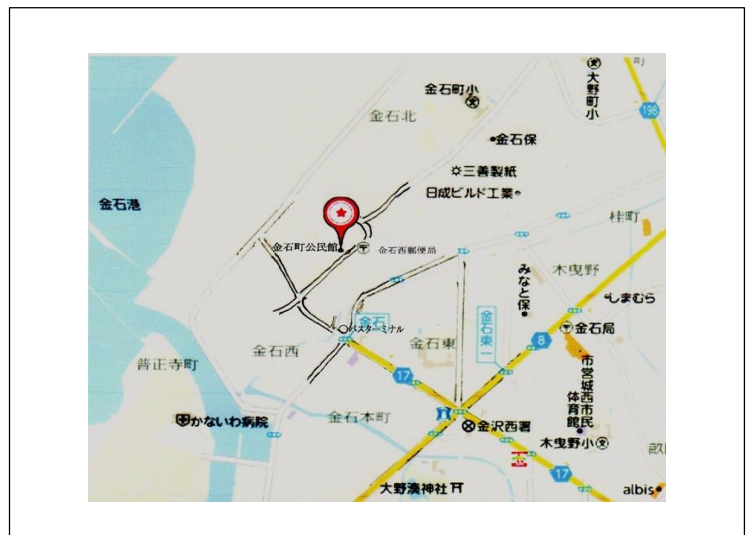 大野町小
金石町小
金石北
198
金石保
三善製紙
日成ビルド工業
金石港
桂町
金石町公民館
金石西郵便局
木曳野
みなと保
しまむら
金石
バスターミナル
金石東一
金石局
8
普正寺町
金石西
金石東
市営城西市民体育館
17
かないわ病院
金石本町
金沢西署
木曳野小
17
大野湊神社
albis